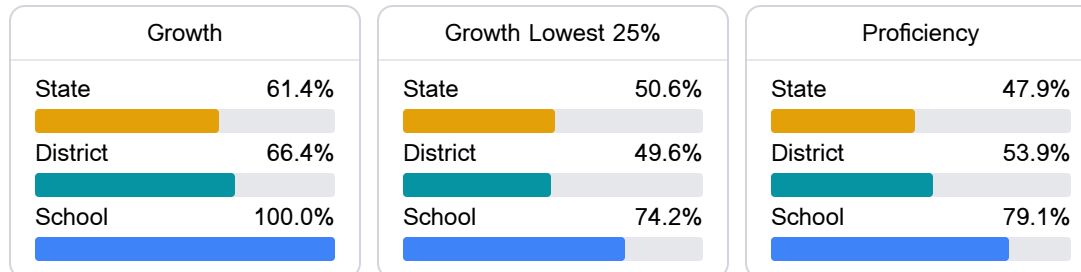 Growth
State 61.4%
District 66.4%
School 100.0%
Growth Lowest 25%
State 50.6%
District 49.6%
School 74.2%
Proficiency
State 47.9%
District 53.9%
School 79.1%